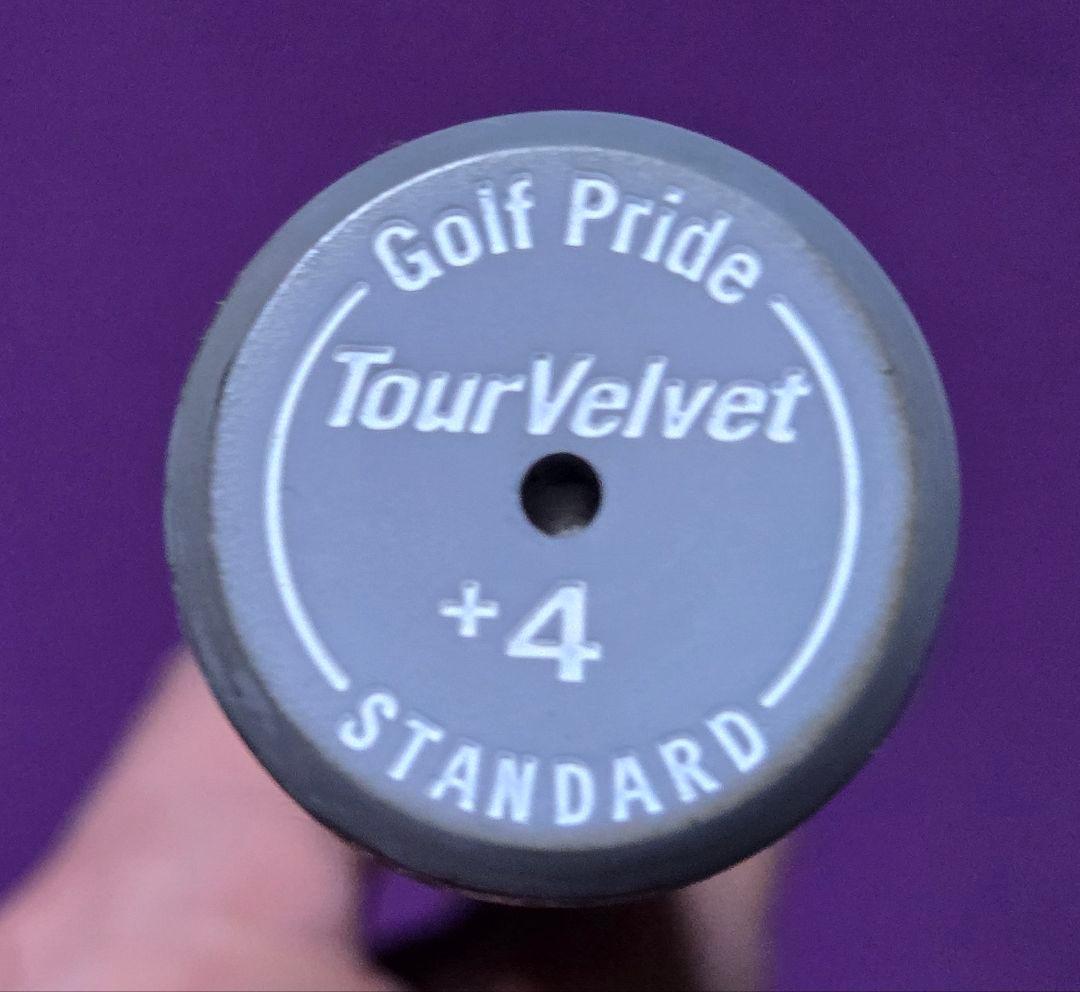 Golf Pride
TourVelvet
+4
STANDARD